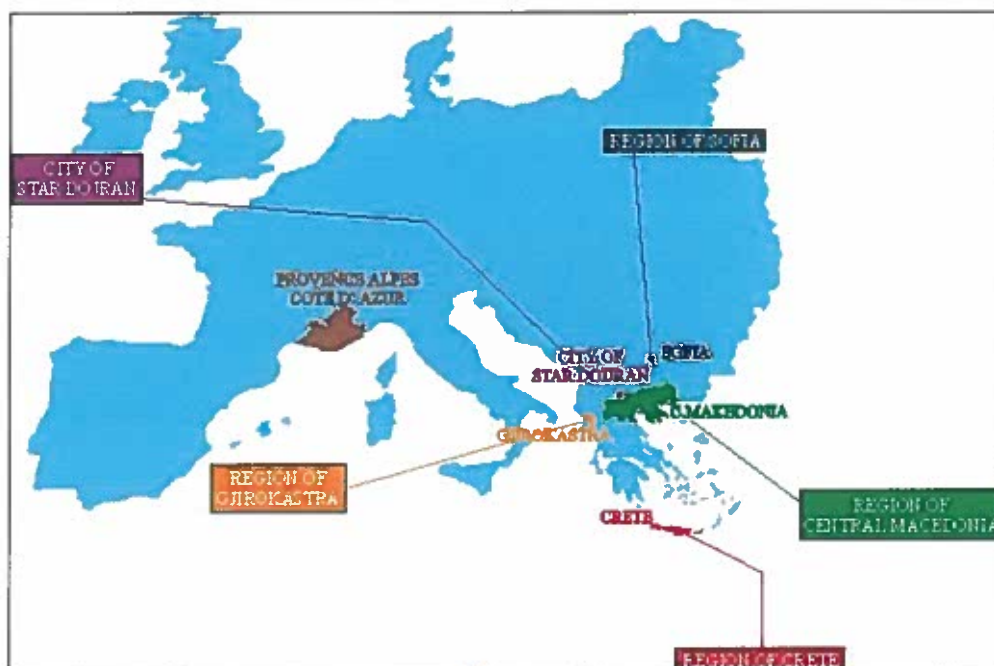 REGION OF SOFIA
CITY OF
STAR DOJRAN
PROVENCE ALPES
COTE D' AZUR
SOFIA
CITY OF
STAR DOJRAN
C.MAKEDONIA
GJIROKASTRA
REGION OF
GJIROKASTRA
REGION OF
CENTRAL MACEDONIA
CRETE
REGION OF CRETE